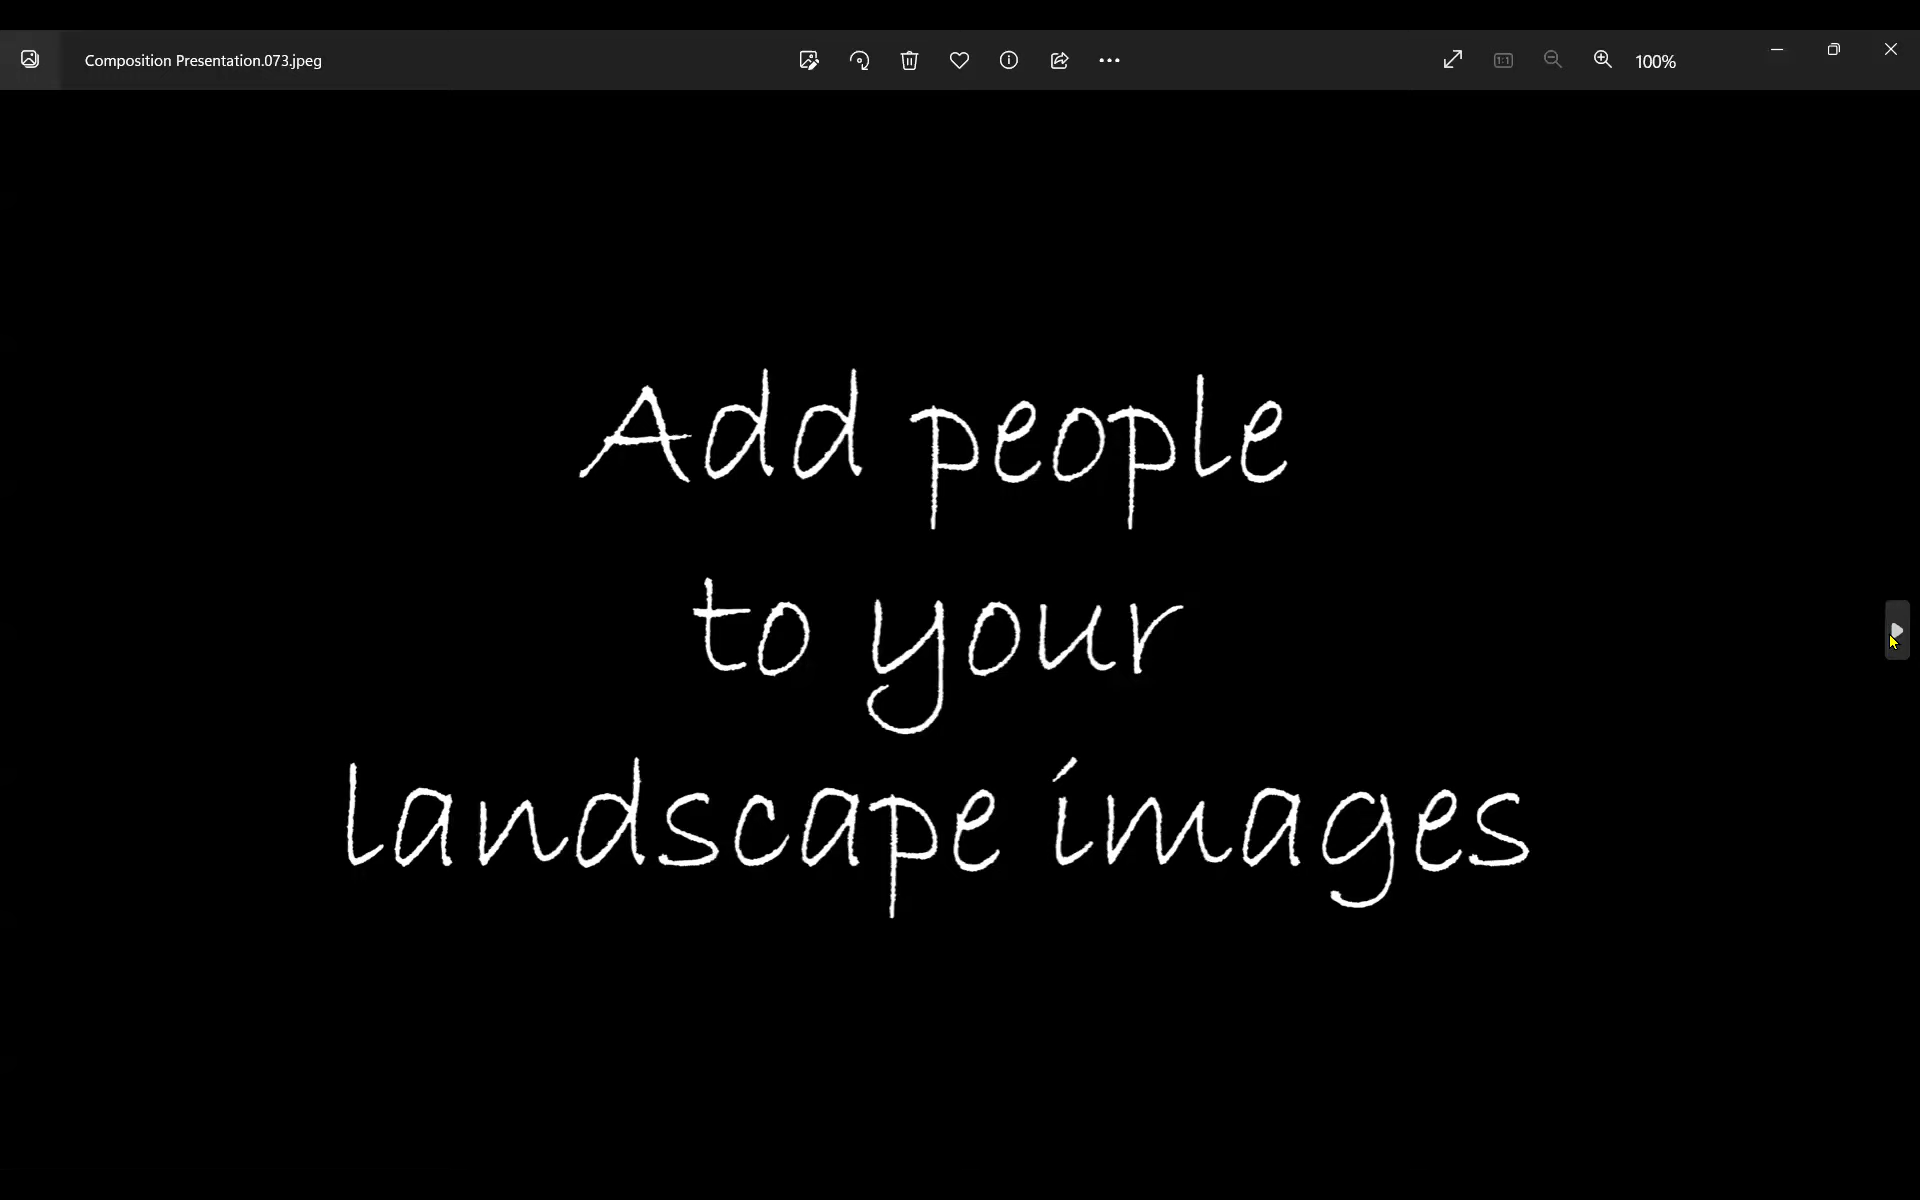 Composition Presentation.073.jpeg
100%
Add people
to your
landscape images